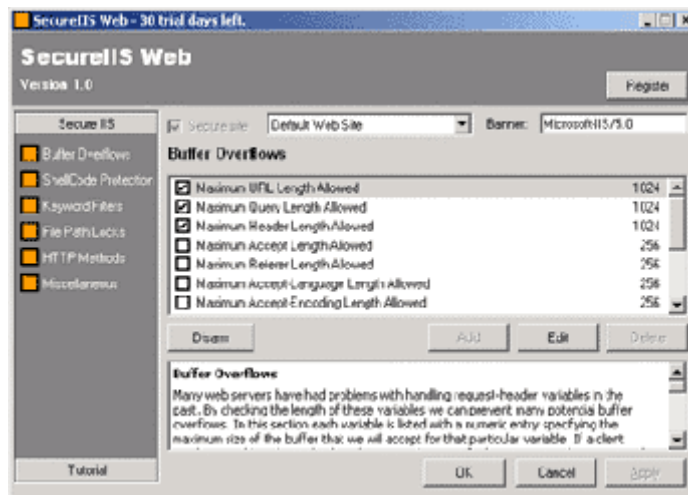 SecureIIS Web - 30 trial days left.
SecureIIS Web
Version 1.0
Register
Secure IIS
Secure site
Default Web Site
Banner:
Microsoft-IIS/5.0
Buffer Overflows
ShellCode Protection
Keyword Filters
File Path Locks
HTTP Methods
Miscellaneous
Tutorial
Buffer Overflows
Maximum URL Length Allowed 1024
Maximum Query Length Allowed 1024
Maximum Header Length Allowed 1024
Maximum Accept Length Allowed 256
Maximum Referer Length Allowed 256
Maximum Accept-Language Length Allowed 256
Maximum Accept-Encoding Length Allowed 256
Disarm
Add
Edit
Delete
Buffer Overflows
Many web servers have had problems with handling request-header variables in the
past. By checking the length of these variables we can prevent many potential buffer
overflows. In this section each variable is listed with a numeric entry specifying the
maximum size of the buffer that we will accept for that particular variable. If a client
OK
Cancel
Apply